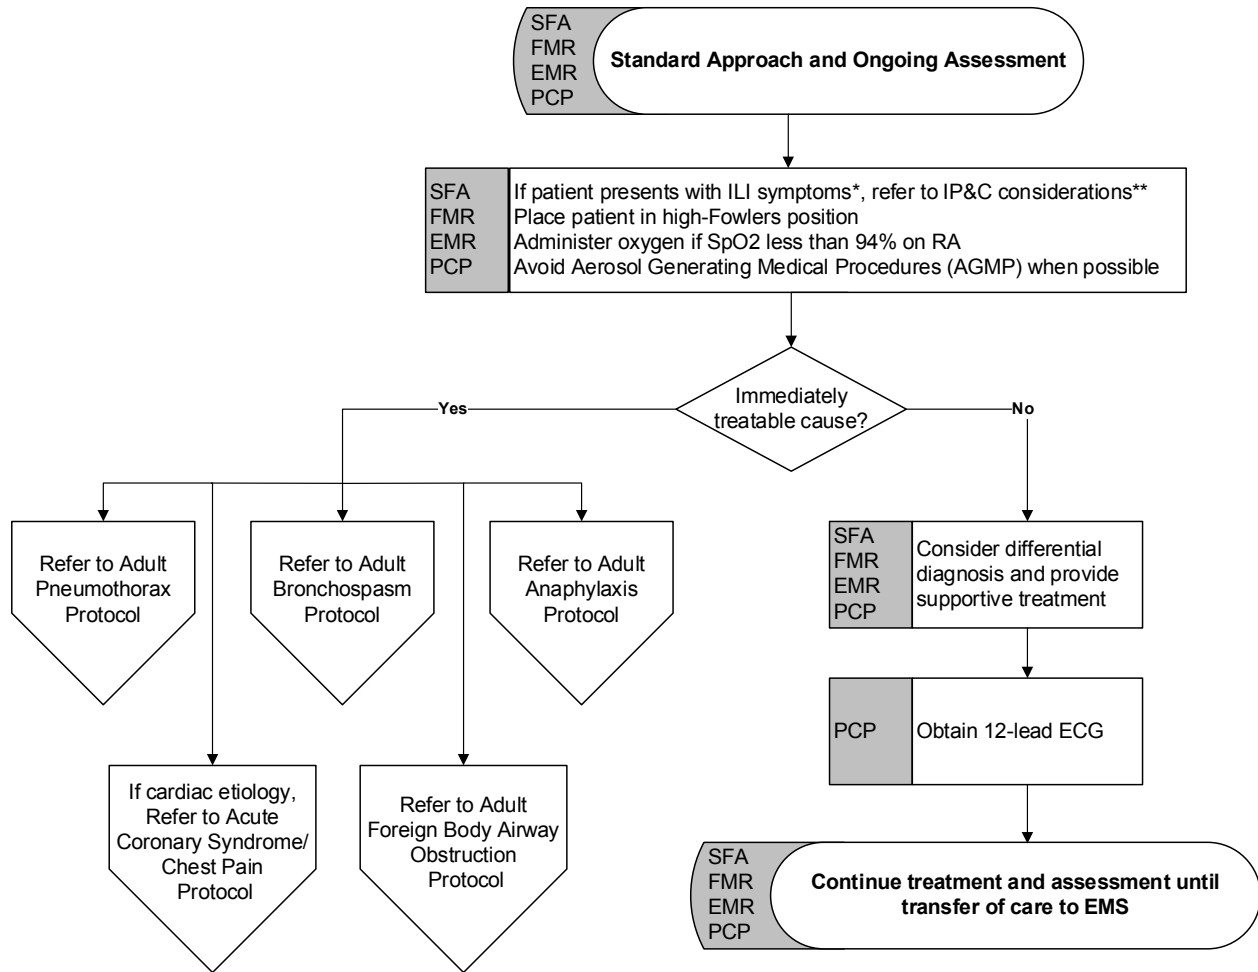 SFA
FMR
EMR
PCP
Standard Approach and Ongoing Assessment
SFA
FMR
EMR
PCP
If patient presents with ILI symptoms*, refer to IP&C considerations**
Place patient in high-Fowlers position
Administer oxygen if SpO2 less than 94% on RA
Avoid Aerosol Generating Medical Procedures (AGMP) when possible
Immediately
treatable cause?
Yes
No
Refer to Adult
Pneumothorax
Protocol
Refer to Adult
Bronchospasm
Protocol
Refer to Adult
Anaphylaxis
Protocol
If cardiac etiology,
Refer to Acute
Coronary Syndrome/
Chest Pain
Protocol
Refer to Adult
Foreign Body Airway
Obstruction
Protocol
SFA
FMR
EMR
PCP
Consider differential
diagnosis and provide
supportive treatment
PCP
Obtain 12-lead ECG
SFA
FMR
EMR
PCP
Continue treatment and assessment until
transfer of care to EMS